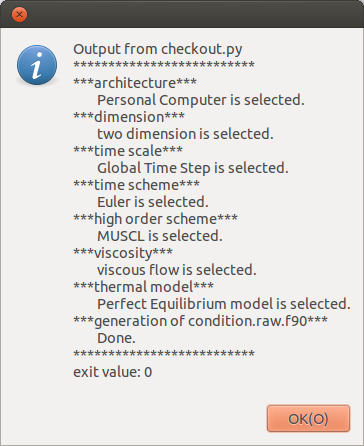 Output from checkout.py
**************************
***architecture***
Personal Computer is selected.
***dimension***
two dimension is selected.
***time scale***
Global Time Step is selected.
***time scheme***
Euler is selected.
***high order scheme***
MUSCL is selected.
***viscosity***
viscous flow is selected.
***thermal model***
Perfect Equilibrium model is selected.
***generation of condition.raw.f90***
Done.
**************************
exit value: 0
OK(O)